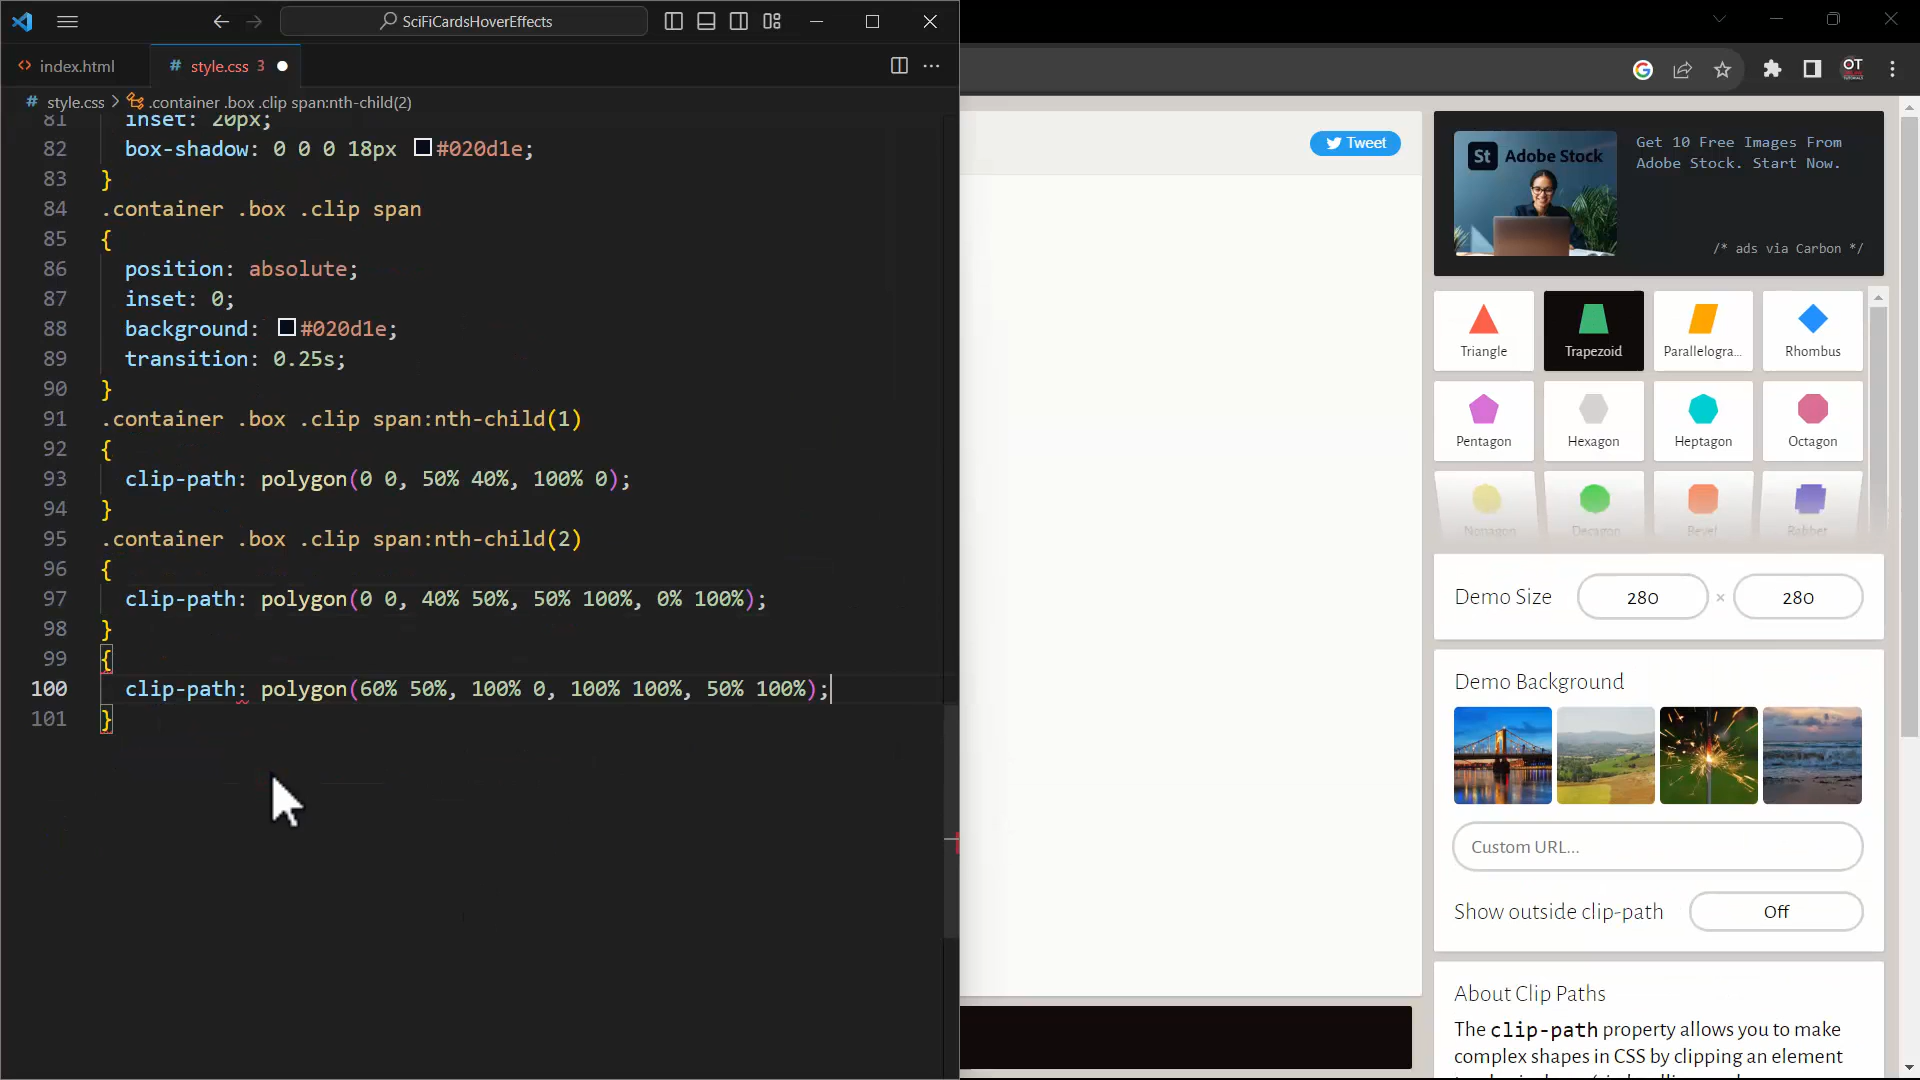 SciFiCardsHoverEffects
index.html
# style.css 3
# style.css > .container .box .clip span:nth-child(2)
81 inset: 20px;
82 box-shadow: 0 0 0 18px #020d1e;
83 }
84 .container .box .clip span
85 {
86 position: absolute;
87 inset: 0;
88 background: #020d1e;
89 transition: 0.25s;
90 }
91 .container .box .clip span:nth-child(1)
92 {
93 clip-path: polygon(0 0, 50% 40%, 100% 0);
94 }
95 .container .box .clip span:nth-child(2)
96 {
97 clip-path: polygon(0 0, 40% 50%, 50% 100%, 0% 100%);
98 }
99 {
100 clip-path: polygon(60% 50%, 100% 0, 100% 100%, 50% 100%);
101 }
OT
Tweet
St Adobe Stock
Get 10 Free Images From
Adobe Stock. Start Now.
/* ads via Carbon */
Triangle
Trapezoid
Parallelogra...
Rhombus
Pentagon
Hexagon
Heptagon
Octagon
Nonagon
Decagon
Bevel
Rabbet
Demo Size 280 × 280
Demo Background
Custom URL...
Show outside clip-path Off
About Clip Paths
The clip-path property allows you to make
complex shapes in CSS by clipping an element